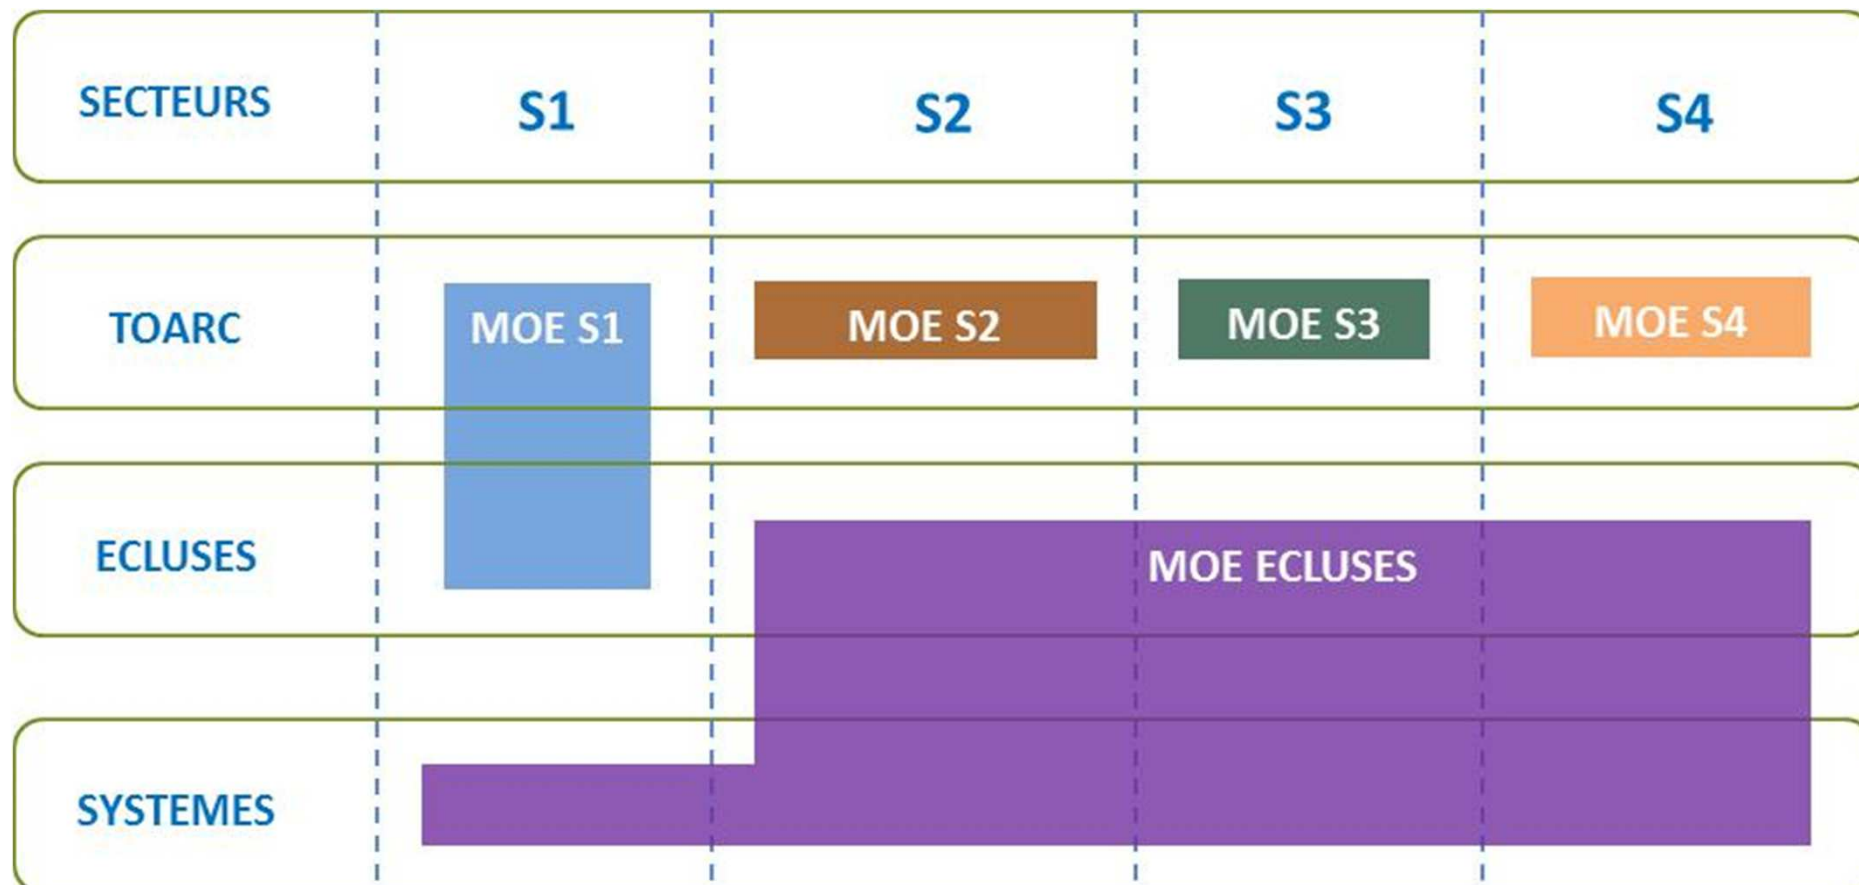 SECTEURS S1 S2 S3 S4
TOARC MOE S1 MOE S2 MOE S3 MOE S4
ECLUSES MOE ECLUSES
SYSTEMES